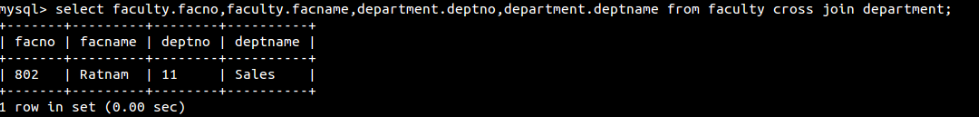 mysql> select faculty.facno,faculty.facname,department.deptno,department.deptname from faculty cross join department;
+-------+---------+--------+----------+
| facno | facname | deptno | deptname |
+-------+---------+--------+----------+
| 802   | Ratnam  | 11     | Sales    |
+-------+---------+--------+----------+
1 row in set (0.00 sec)